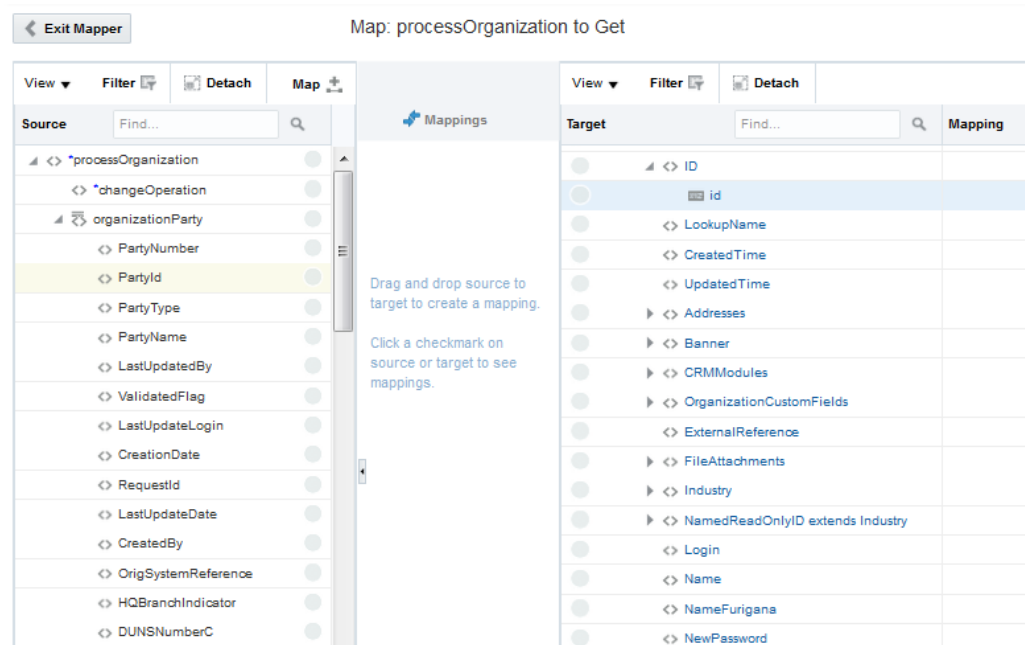 Exit Mapper
Map: processOrganization to Get
View Filter Detach Map
Source Find...
*processOrganization
*changeOperation
organizationParty
PartyNumber
PartyId
PartyType
PartyName
LastUpdatedBy
ValidatedFlag
LastUpdateLogin
CreationDate
RequestId
LastUpdateDate
CreatedBy
OrigSystemReference
HQBranchIndicator
DUNSNumberC
Mappings
Drag and drop source to
target to create a mapping.
Click a checkmark on
source or target to see
mappings.
View Filter Detach
Target Find... Mapping
ID
id
LookupName
CreatedTime
UpdatedTime
Addresses
Banner
CRMModules
OrganizationCustomFields
ExternalReference
FileAttachments
Industry
NamedReadOnlyID extends Industry
Login
Name
NameFurigana
NewPassword